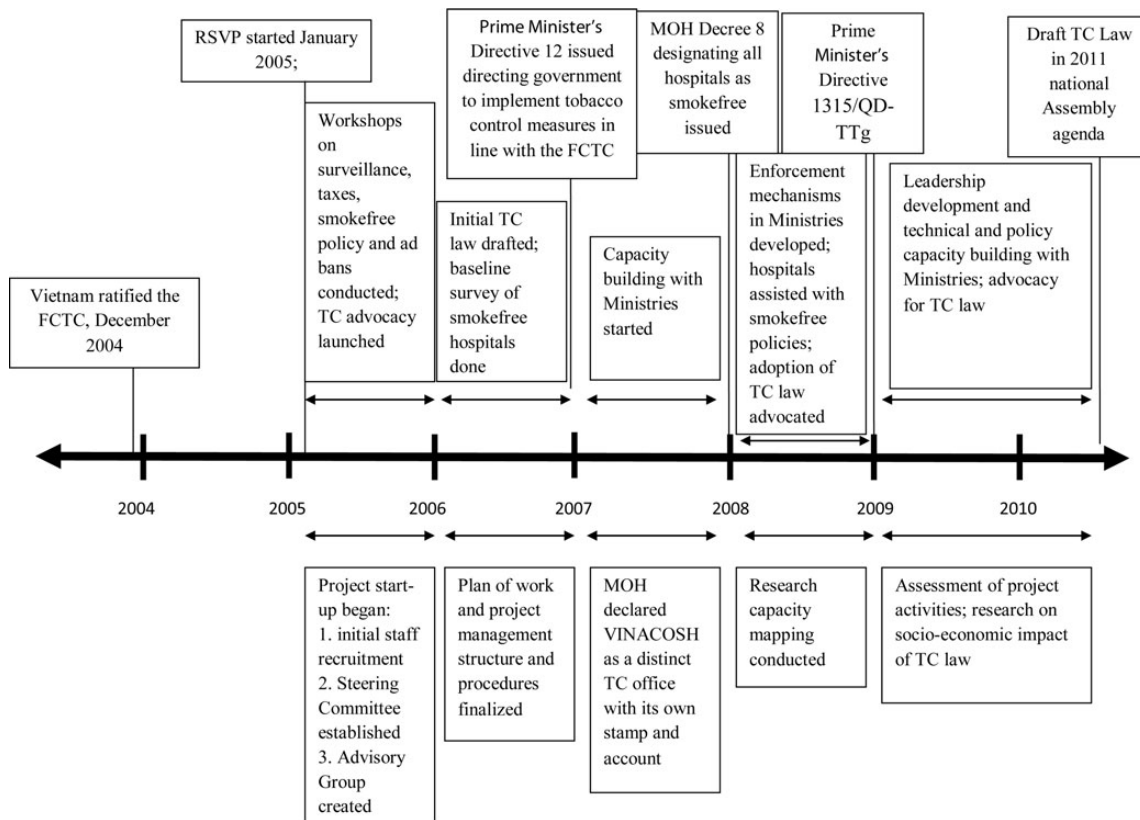 RSVP started January
2005;
Prime Minister's
Directive 12 issued
directing government
to implement tobacco
control measures in
line with the FCTC
MOH Decree 8
designating all
hospitals as
smokefree
issued
Prime
Minister's
Directive
1315/QD-
TTg
Draft TC Law
in 2011
national
Assembly
agenda
Vietnam ratified the
FCTC, December
2004
Workshops
on
surveillance,
taxes,
smokefree
policy and ad
bans
conducted;
TC advocacy
launched
Initial TC
law drafted;
baseline
survey of
smokefree
hospitals
done
Capacity
building with
Ministries
started
Enforcement
mechanisms
in Ministries
developed;
hospitals
assisted with
smokefree
policies;
adoption of
TC law
advocated
Leadership
development and
technical and policy
capacity building with
Ministries; advocacy
for TC law
2004
2005
2006
2007
2008
2009
2010
Project start-
up began:
1. initial staff
recruitment
2. Steering
Committee
established
3. Advisory
Group
created
Plan of work
and project
management
structure and
procedures
finalized
MOH
declared
VINACOSH
as a distinct
TC office
with its own
stamp and
account
Research
capacity
mapping
conducted
Assessment of project
activities; research on
socio-economic impact
of TC law